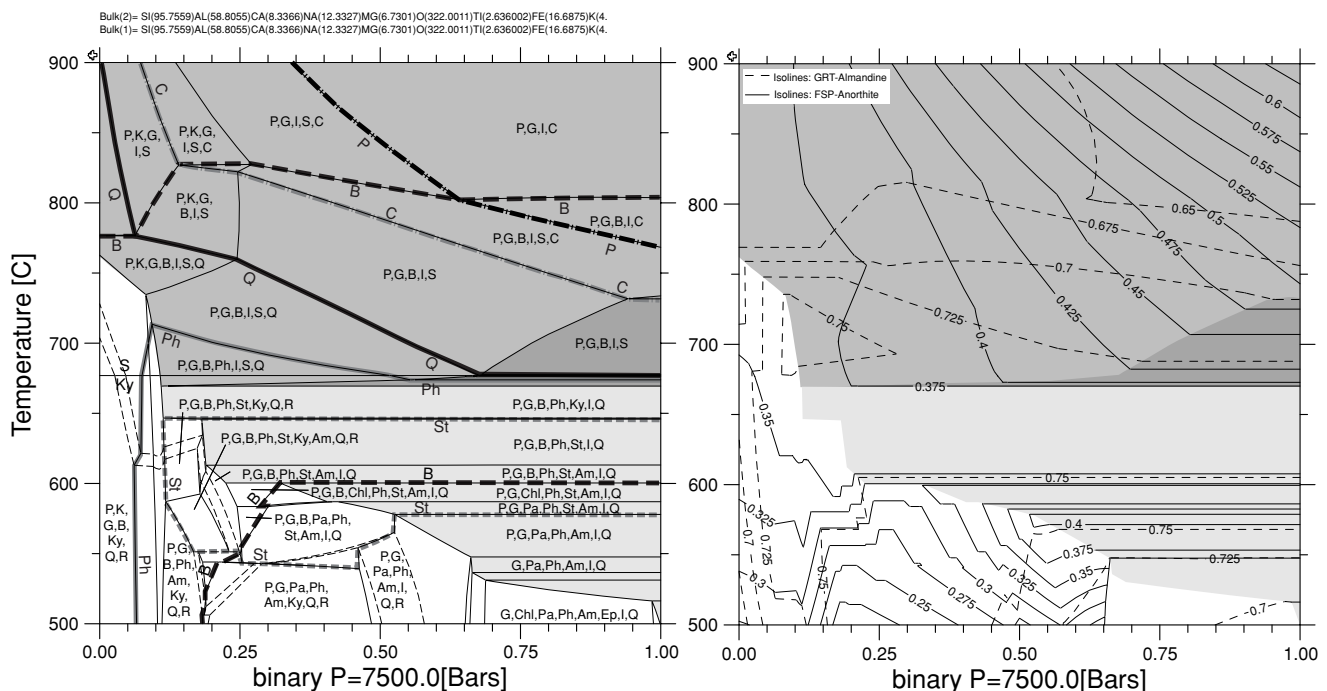 Bulk(2)= SI(95.7559)AL(58.8055)CA(8.3366)NA(12.3327)MG(6.7301)O(322.0011)TI(2.636002)FE(16.6875)K(4.
Bulk(1)= SI(95.7559)AL(58.8055)CA(8.3366)NA(12.3327)MG(6.7301)O(322.0011)TI(2.636002)FE(16.6875)K(4.
Temperature [C]
900
800
700
600
500
C
P,K,G,
I,S
P,K,G,
I,S,C
P,G,I,S,C
P,G,I,C
P
B
B
Q
P,K,G,
B,I,S
C
P,G,B,I,C
P,G,B,I,S,C
P
B
P,K,G,B,I,S,Q
Q
P,G,B,I,S
C
P,G,B,I,S,Q
Ph
Q
P,G,B,I,S
S
Ky
P,G,B,Ph,I,S,Q
Ph
P,G,B,Ph,St,Ky,Q,R
P,G,B,Ph,Ky,I,Q
St
P,G,B,Ph,St,Ky,Am,Q,R
P,G,B,Ph,St,I,Q
P,G,B,Ph,St,Am,I,Q
B
P,G,B,Ph,St,Am,I,Q
St
B
P,G,B,Chl,Ph,St,Am,I,Q
P,G,Chl,Ph,St,Am,I,Q
St
P,G,Pa,Ph,St,Am,I,Q
P,K,
G,B,
Ky,
Q,R
P,G,B,Pa,Ph,
St,Am,I,Q
P,G,Pa,Ph,Am,I,Q
Ph
P,G,
B,Ph,
Am,
Ky,
Q,R
St
B
P,G,Pa,Ph,
Am,Ky,Q,R
P,G,
Pa,Ph,
Am,I,
Q,R
G,Pa,Ph,Am,I,Q
G,Chl,Pa,Ph,Am,Ep,I,Q
0.00 0.25 0.50 0.75 1.00
binary P=7500.0[Bars]
900
800
700
600
500
Isolines: GRT-Almandine
Isolines: FSP-Anorthite
0.6
0.575
0.55
0.525
0.5
0.65
0.675
0.475
0.7
0.45
0.425
0.725
0.75
0.4
0.375
0.35
0.75
0.325
0.7
0.725
0.3
0.75
0.25
0.275
0.3
0.325
0.4
0.75
0.375
0.35
0.725
0.7
0.00 0.25 0.50 0.75 1.00
binary P=7500.0[Bars]